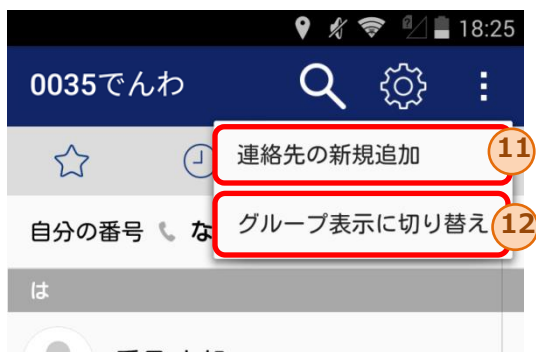 18:25
0035でんわ
連絡先の新規追加
11
グループ表示に切り替え
12
自分の番号 な
は